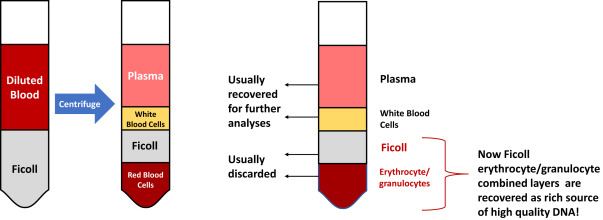 Diluted
Blood
Ficoll
Centrifuge
Plasma
White
Blood Cells
Ficoll
Red Blood
Cells
Usually
recovered
for further
analyses
Usually
discarded
Plasma
White Blood
Cells
Ficoll
Erythrocyte/
granulocytes
Now Ficoll
erythrocyte/granulocyte
combined layers are
recovered as rich source
of high quality DNA!